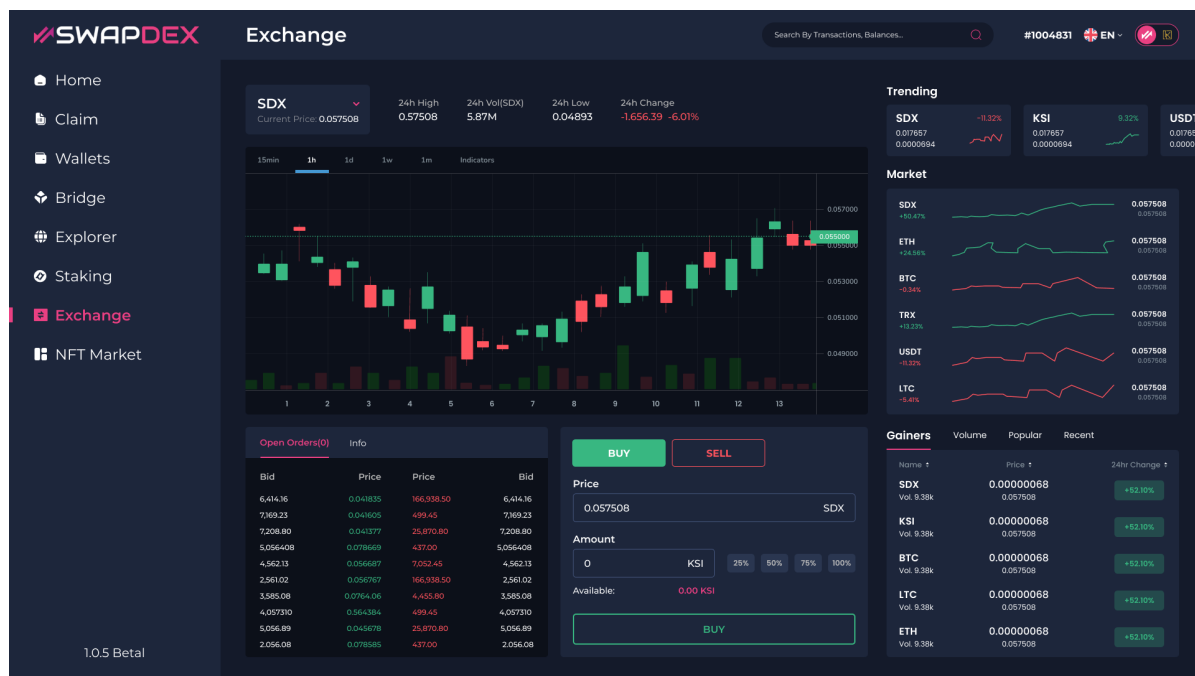 SWAPDEX
Exchange
Search By Transactions, Balances...
#1004831
EN
Home
Claim
Wallets
Bridge
Explorer
Staking
Exchange
NFT Market
1.0.5 Betal
SDX
Current Price: 0.057508
24h High
0.57508
24h Vol(SDX)
5.87M
24h Low
0.04893
24h Change
-1.656.39 -6.01%
15min 1h 1d 1w 1m Indicators
0.057000
0.055000
0.055000
0.053000
0.051000
0.049000
1 2 3 4 5 6 7 8 9 10 11 12 13
Open Orders(0) Info
Bid Price Price Bid
6,414.16 0.041835 166,938.50 6,414.16
7,169.23 0.041605 499.45 7,169.23
7,208.80 0.041377 25,870.80 7,208.80
5,056408 0.078669 437.00 5,056408
4,562.13 0.056687 7,052.45 4,562.13
2,561.02 0.056767 166,938.50 2,561.02
3,585.08 0.0764.06 4,455.80 3,585.08
4,057310 0.564384 499.45 4,057310
5,056.89 0.045678 25,870.80 5,056.89
2.056.08 0.078585 437.00 2.056.08
BUY SELL
Price
0.057508 SDX
Amount
0 KSI 25% 50% 75% 100%
Available: 0.00 KSI
BUY
Trending
SDX -11.32%
0.017657
0.0000694
KSI 9.32%
0.017657
0.0000694
USDT
0.01765
0.0000
Market
SDX 0.057508
+50.47% 0.057508
ETH 0.057508
+24.56% 0.057508
BTC 0.057508
-0.34% 0.057508
TRX 0.057508
+13.23% 0.057508
USDT 0.057508
-11.32% 0.057508
LTC 0.057508
-5.41% 0.057508
Gainers Volume Popular Recent
Name Price 24hr Change
SDX 0.00000068 +52.10%
Vol. 9.38k 0.057508
KSI 0.00000068 +52.10%
Vol. 9.38k 0.057508
BTC 0.00000068 +52.10%
Vol. 9.38k 0.057508
LTC 0.00000068 +52.10%
Vol. 9.38k 0.057508
ETH 0.00000068 +52.10%
Vol. 9.38k 0.057508